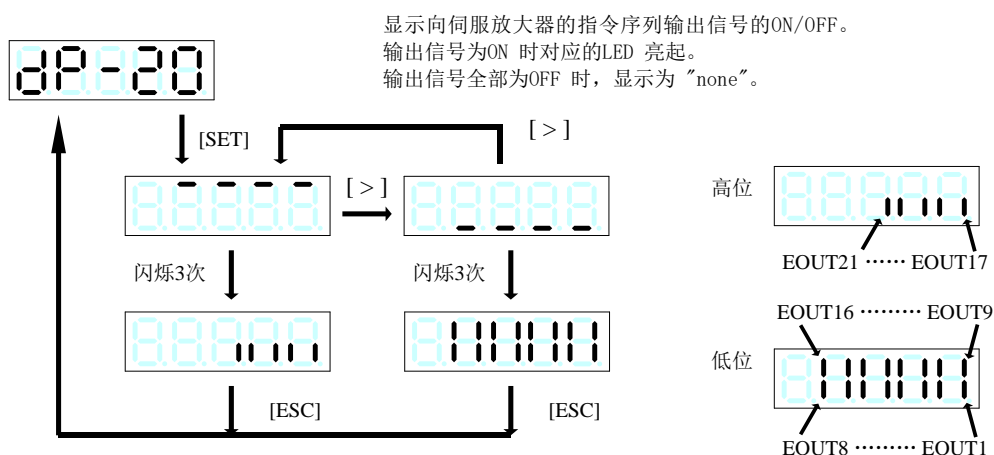 显示向伺服放大器的指令序列输出信号的ON/OFF。
输出信号为ON 时对应的LED 亮起。
输出信号全部为OFF 时，显示为 "none"。
dP-20
[SET]
[ > ]
[ > ]
闪烁3次
闪烁3次
[ESC]
[ESC]
高位
EOUT21 ⋯⋯ EOUT17
EOUT16 ⋯⋯⋯ EOUT9
低位
EOUT8 ⋯⋯⋯ EOUT1